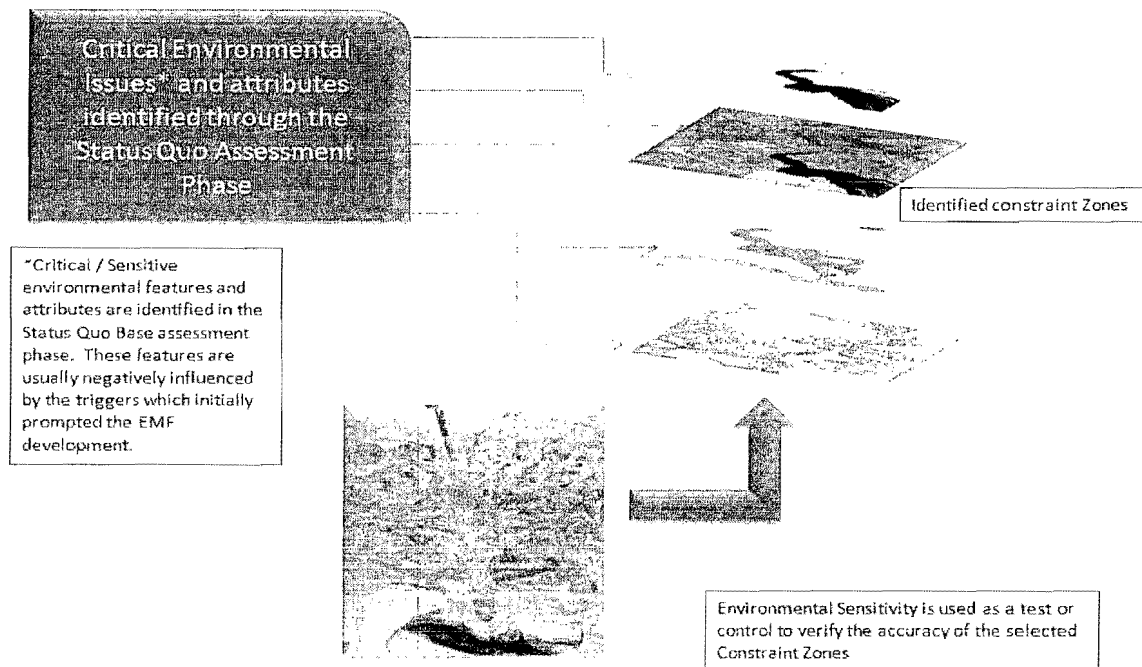 Critical Environmental
Issues* and attributes
identified through the
Status Quo Assessment
Phase
Identified constraint Zones
*Critical / Sensitive
environmental features and
attributes are identified in the
Status Quo Base assessment
phase. These features are
usually negatively influenced
by the triggers which initially
prompted the EMF
development.
Environmental Sensitivity is used as a test or
control to verify the accuracy of the selected
Constraint Zones